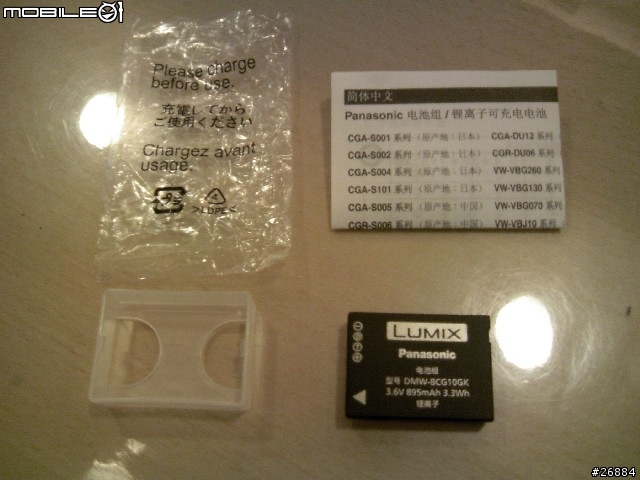 MOBILE01
Please charge
before use.
充電してから
ご使用ください
Chargez avant
usage.
プラ
>LDPE<
简体中文
Panasonic 电池组 / 锂离子可充电电池
CGA-S001 系列 (原产地：日本) CGA-DU12 系列
CGA-S002 系列 (原产地：日本) CGR-DU06 系列
CGA-S004 系列 (原产地：日本) VW-VBG260 系列
CGA-S101 系列 (原产地：日本) VW-VBG130 系列
CGA-S005 系列 (原产地：中国) VW-VBG070 系列
CGR-S006 系列 (原产地：中国) VW-VBJ10 系列
LUMIX
Panasonic
电池组
型号 DMW-BCG10GK
3.6V 895mAh 3.3Wh
锂离子
#26884